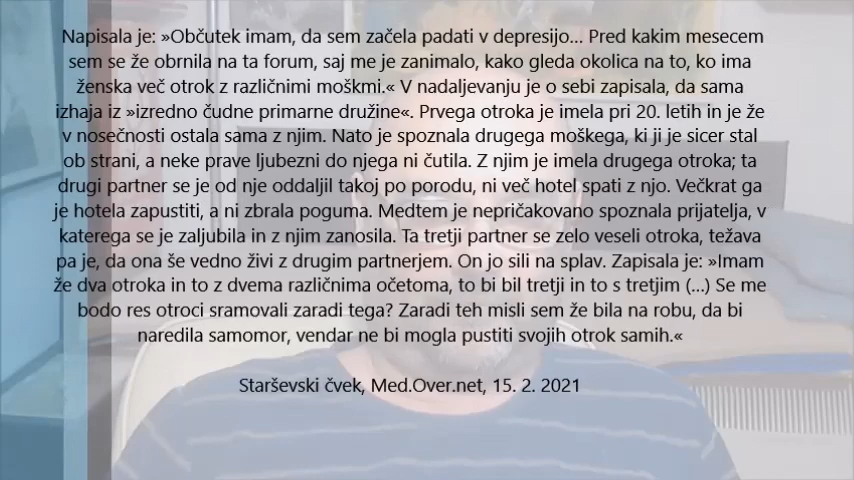 Napisala je: »Občutek imam, da sem začela padati v depresijo... Pred kakim mesecem
sem se že obrnila na ta forum, saj me je zanimalo, kako gleda okolica na to, ko ima
ženska več otrok z različnimi moškmi.« V nadaljevanju je o sebi zapisala, da sama
izhaja iz »izredno čudne primarne družine«. Prvega otroka je imela pri 20. letih in je že
v nosečnosti ostala sama z njim. Nato je spoznala drugega moškega, ki ji je sicer stal
ob strani, a neke prave ljubezni do njega ni čutila. Z njim je imela drugega otroka; ta
drugi partner se je od nje oddaljil takoj po porodu, ni več hotel spati z njo. Večkrat ga
je hotela zapustiti, a ni zbrala poguma. Medtem je nepričakovano spoznala prijatelja, v
katerega se je zaljubila in z njim zanosila. Ta tretji partner se zelo veseli otroka, težava
pa je, da ona še vedno živi z drugim partnerjem. On jo sili na splav. Zapisala je: »Imam
že dva otroka in to z dvema različnima očetoma, to bi bil tretji in to s tretjim (...) Se me
bodo res otroci sramovali zaradi tega? Zaradi teh misli sem že bila na robu, da bi
naredila samomor, vendar ne bi mogla pustiti svojih otrok samih.«
Starševski čvek, Med.Over.net, 15. 2. 2021